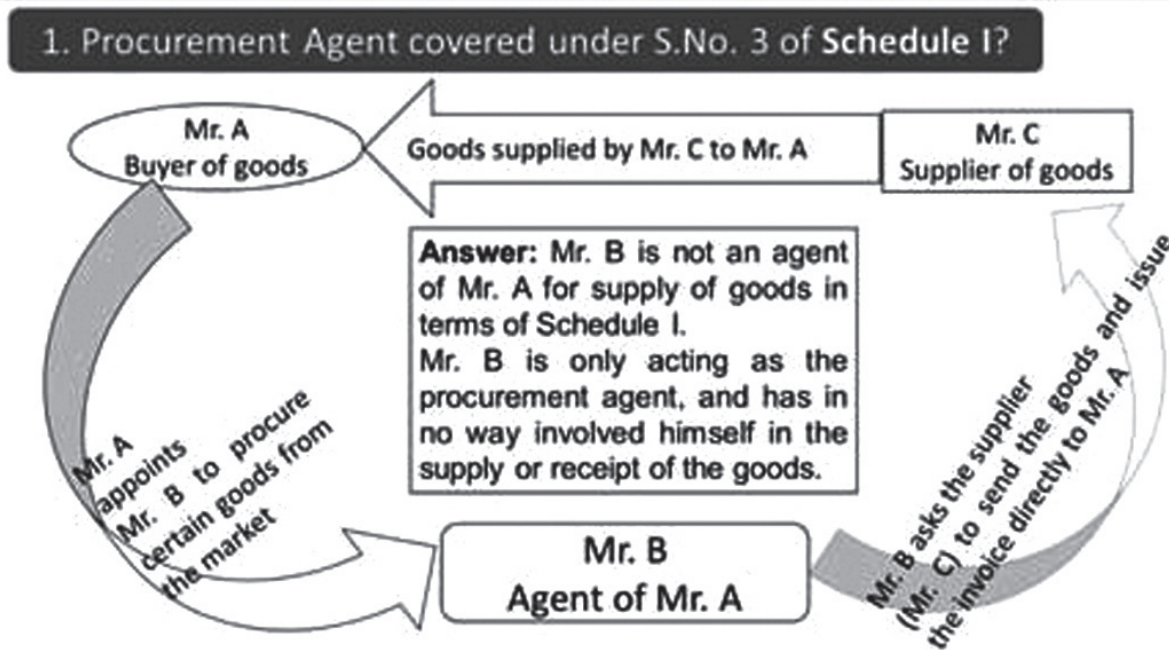 1. Procurement Agent covered under S.No. 3 of Schedule I?
Mr. A
Buyer of goods
Goods supplied by Mr. C to Mr. A
Mr. C
Supplier of goods
Answer: Mr. B is not an agent
of Mr. A for supply of goods in
terms of Schedule I.
Mr. B is only acting as the
procurement agent, and has in
no way involved himself in the
supply or receipt of the goods.
Mr. A
appoints
Mr. B to procure
certain goods from
the market
Mr. B
Agent of Mr. A
Mr. B asks the supplier
(Mr. C) to send the goods and issue
the invoice directly to Mr. A